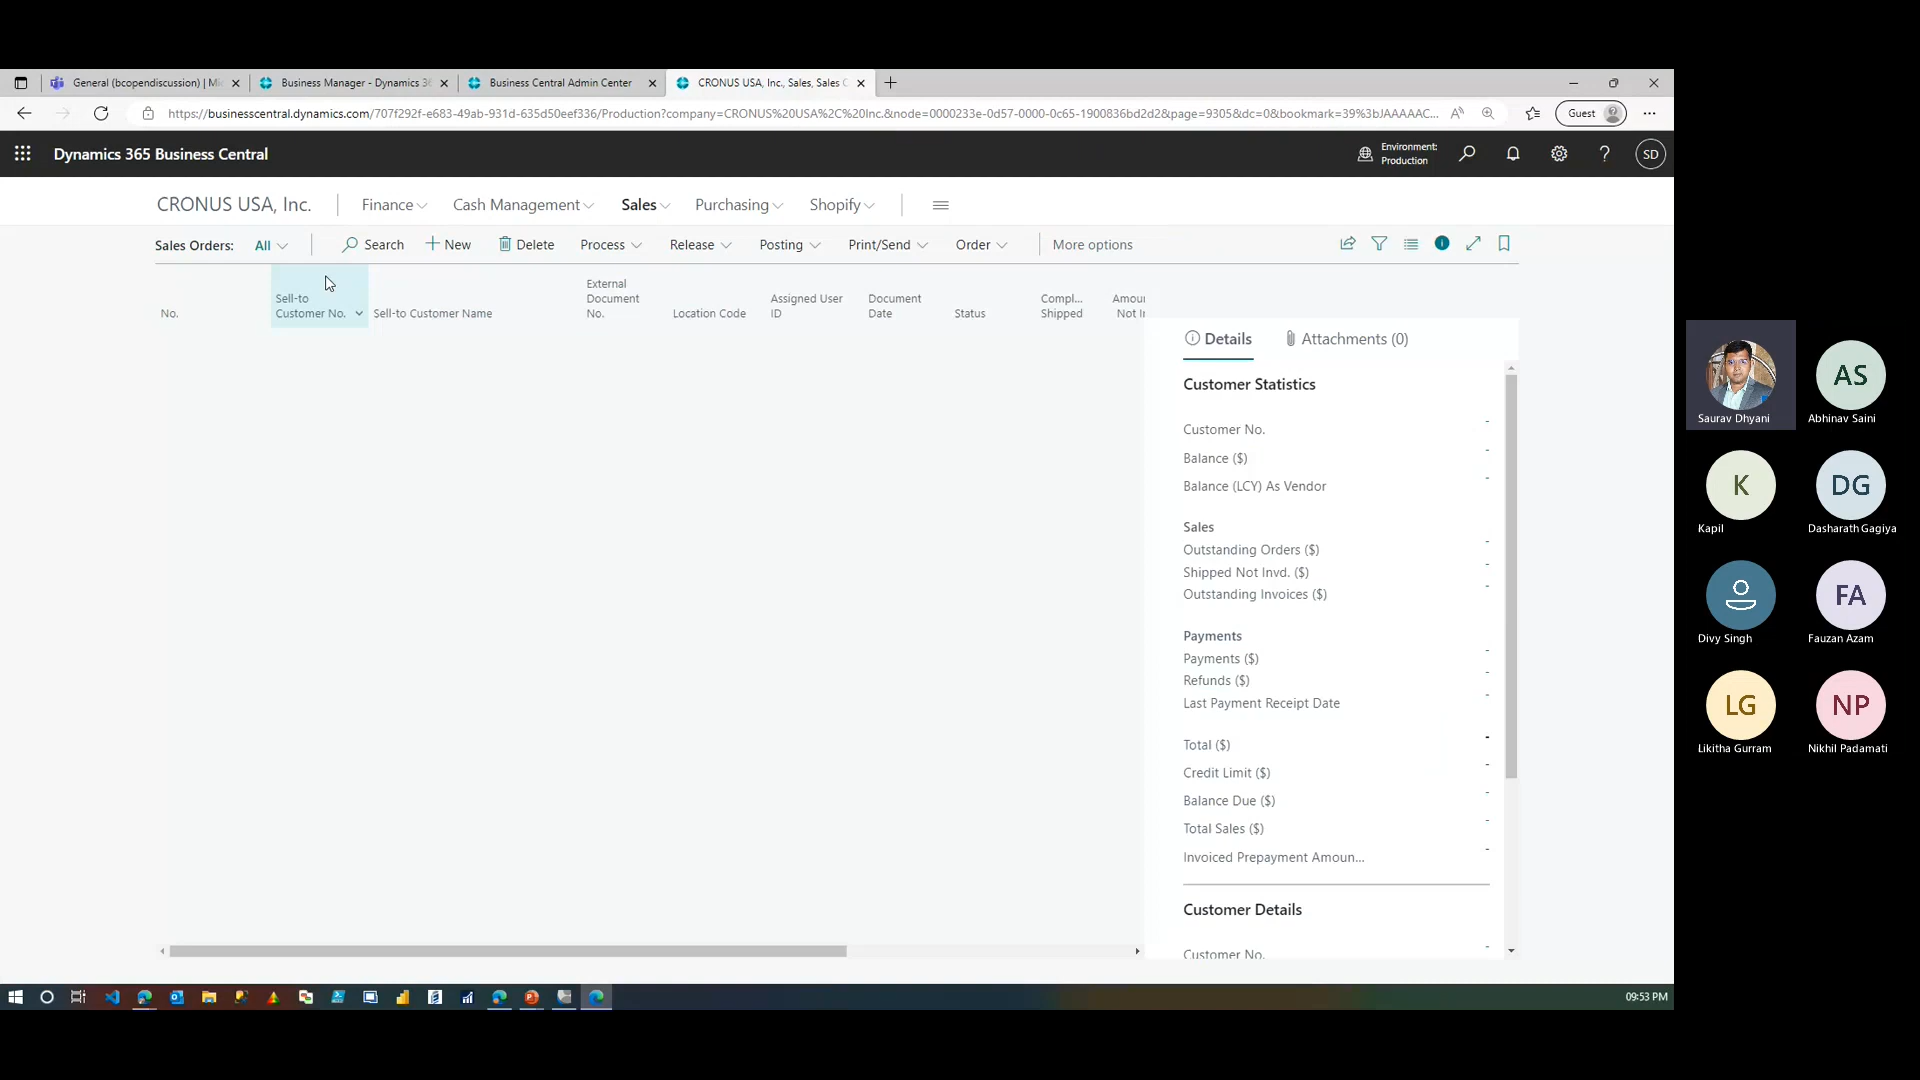 General (bcopendiscussion) | Mi
Business Manager - Dynamics 36
Business Central Admin Center
CRONUS USA, Inc., Sales, Sales O
https://businesscentral.dynamics.com/707f292f-e683-49ab-931d-635d50eef336/Production?company=CRONUS%20USA%2C%20Inc.&node=0000233e-0d57-0000-0c65-1900836bd2d2&page=9305&dc=0&bookmark=39%3bJAAAAAC...
Guest
Dynamics 365 Business Central
Environment:
Production
SD
CRONUS USA, Inc.
Finance
Cash Management
Sales
Purchasing
Shopify
Sales Orders:
All
Search
New
Delete
Process
Release
Posting
Print/Send
Order
More options
No.
Sell-to
Customer No.
Sell-to Customer Name
External
Document
No.
Location Code
Assigned User
ID
Document
Date
Status
Compl...
Shipped
Amoun
Not In
Details
Attachments (0)
Customer Statistics
Customer No.
Balance ($)
Balance (LCY) As Vendor
Sales
Outstanding Orders ($)
Shipped Not Invd. ($)
Outstanding Invoices ($)
Payments
Payments ($)
Refunds ($)
Last Payment Receipt Date
Total ($)
Credit Limit ($)
Balance Due ($)
Total Sales ($)
Invoiced Prepayment Amoun...
Customer Details
Customer No.
09:53 PM
Saurav Dhyani
AS
Abhinav Saini
K
Kapil
DG
Dasharath Gagiya
Divy Singh
FA
Fauzan Azam
LG
Likitha Gurram
NP
Nikhil Padamati